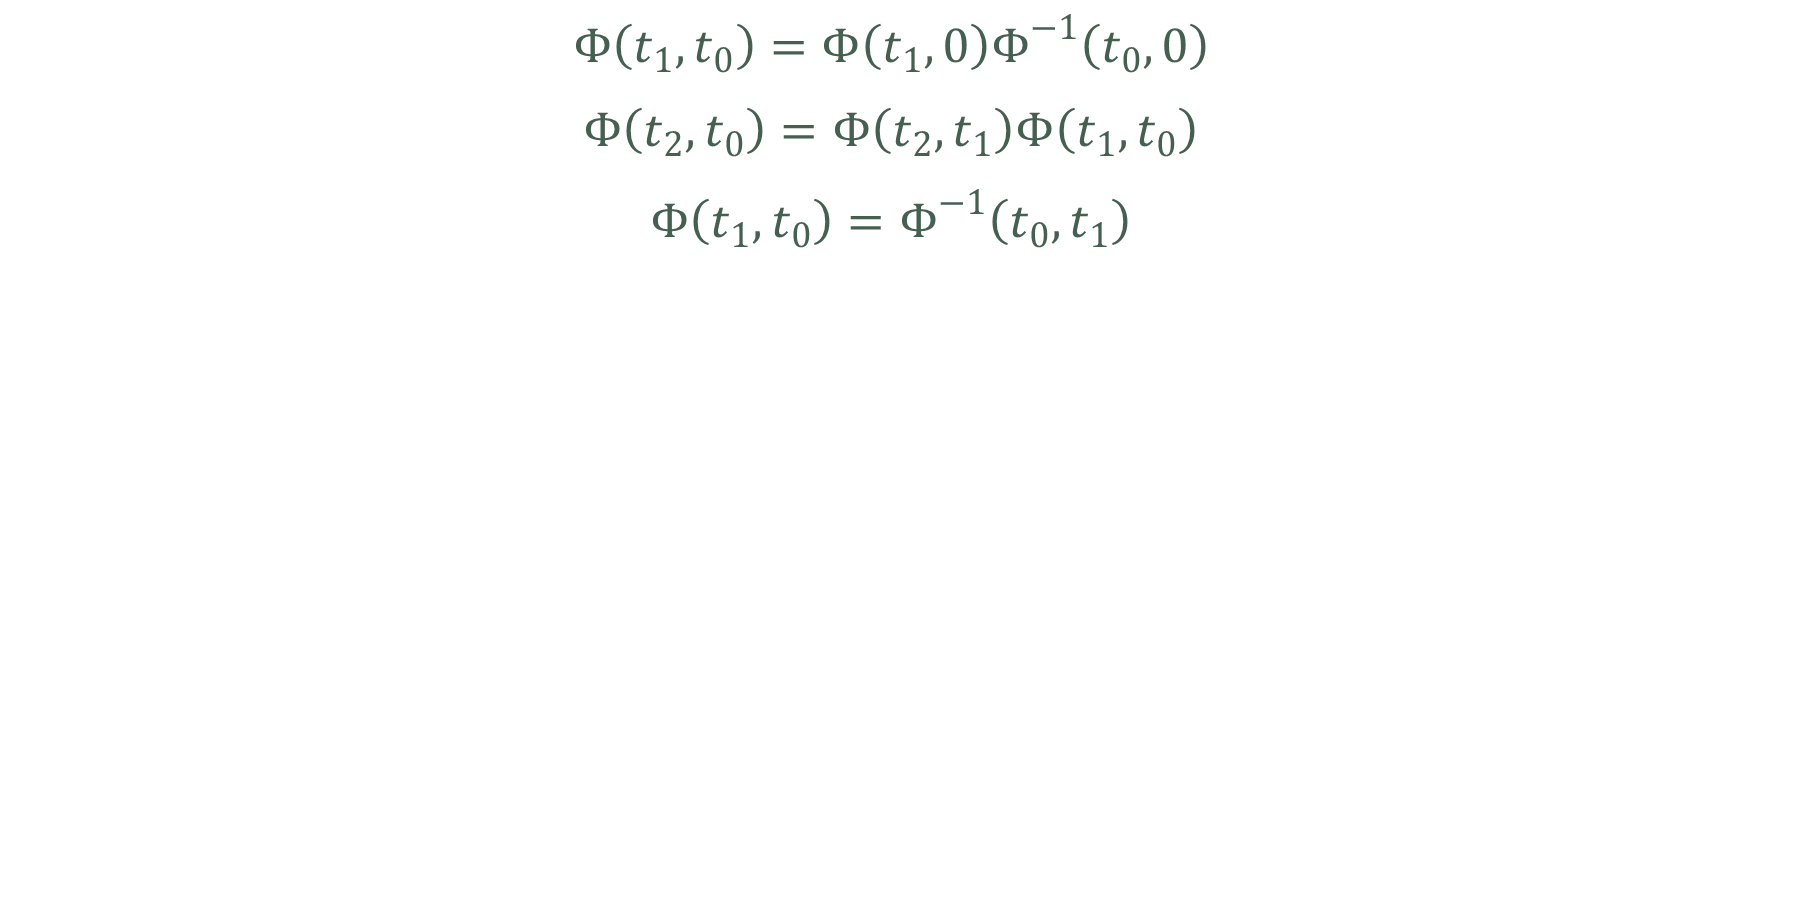 Φ(t₁, t₀) = Φ(t₁, 0)Φ⁻¹(t₀, 0)
Φ(t₂, t₀) = Φ(t₂, t₁)Φ(t₁, t₀)
Φ(t₁, t₀) = Φ⁻¹(t₀, t₁)